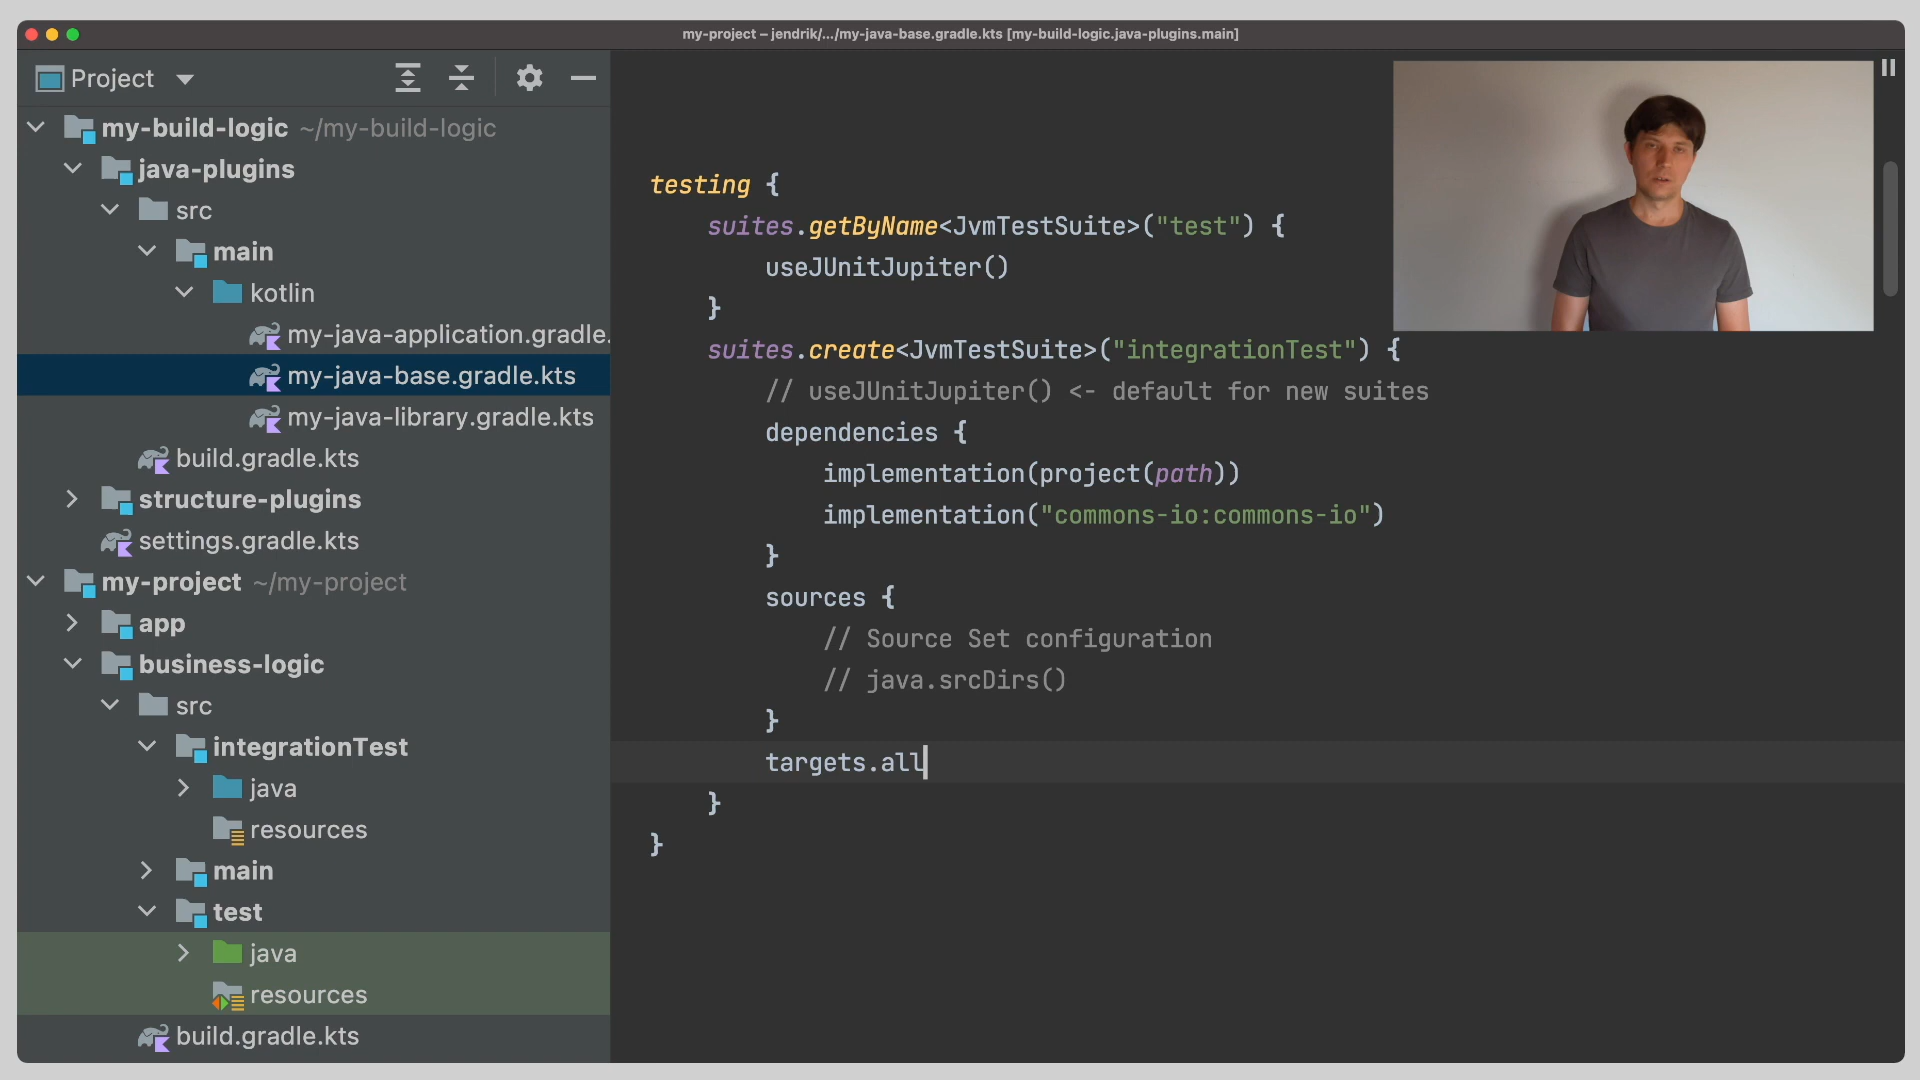 my-project – jendrik/.../my-java-base.gradle.kts [my-build-logic.java-plugins.main]
Project
my-build-logic ~/my-build-logic
java-plugins
src
main
kotlin
my-java-application.gradle.
my-java-base.gradle.kts
my-java-library.gradle.kts
build.gradle.kts
structure-plugins
settings.gradle.kts
my-project ~/my-project
app
business-logic
src
integrationTest
java
resources
main
test
java
resources
build.gradle.kts
testing {
suites.getByName<JvmTestSuite>("test") {
useJUnitJupiter()
}
suites.create<JvmTestSuite>("integrationTest") {
// useJUnitJupiter() <- default for new suites
dependencies {
implementation(project(path))
implementation("commons-io:commons-io")
}
sources {
// Source Set configuration
// java.srcDirs()
}
targets.all
}
}